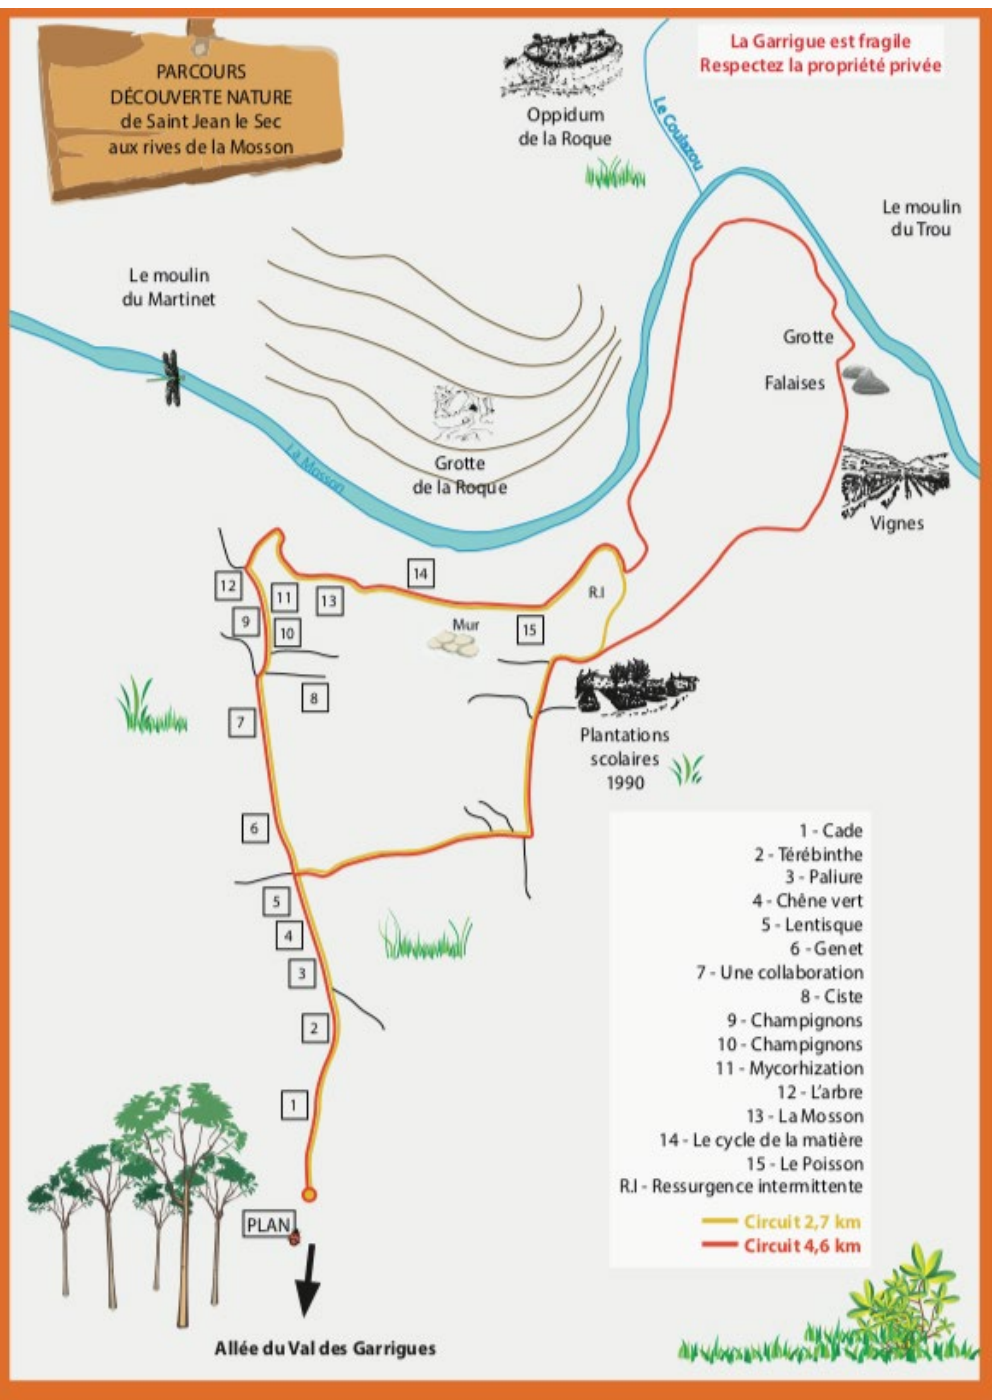 PARCOURS
DÉCOUVERTE NATURE
de Saint Jean le Sec
aux rives de la Mosson
La Garrigue est fragile
Respectez la propriété privée
Oppidum
de la Roque
Le Coulazou
Le moulin
du Trou
Le moulin
du Martinet
Grotte
Falaises
La Mosson
Grotte
de la Roque
Vignes
14
12
11
13
R.I
9
10
Mur
15
8
7
Plantations
scolaires
1990
6
5
4
3
2
1
1 - Cade
2 - Térébinthe
3 - Paliure
4 - Chêne vert
5 - Lentisque
6 - Genet
7 - Une collaboration
8 - Ciste
9 - Champignons
10 - Champignons
11 - Mycorhization
12 - L'arbre
13 - La Mosson
14 - Le cycle de la matière
15 - Le Poisson
R.I - Ressurgence intermittente
Circuit 2,7 km
Circuit 4,6 km
PLAN
Allée du Val des Garrigues